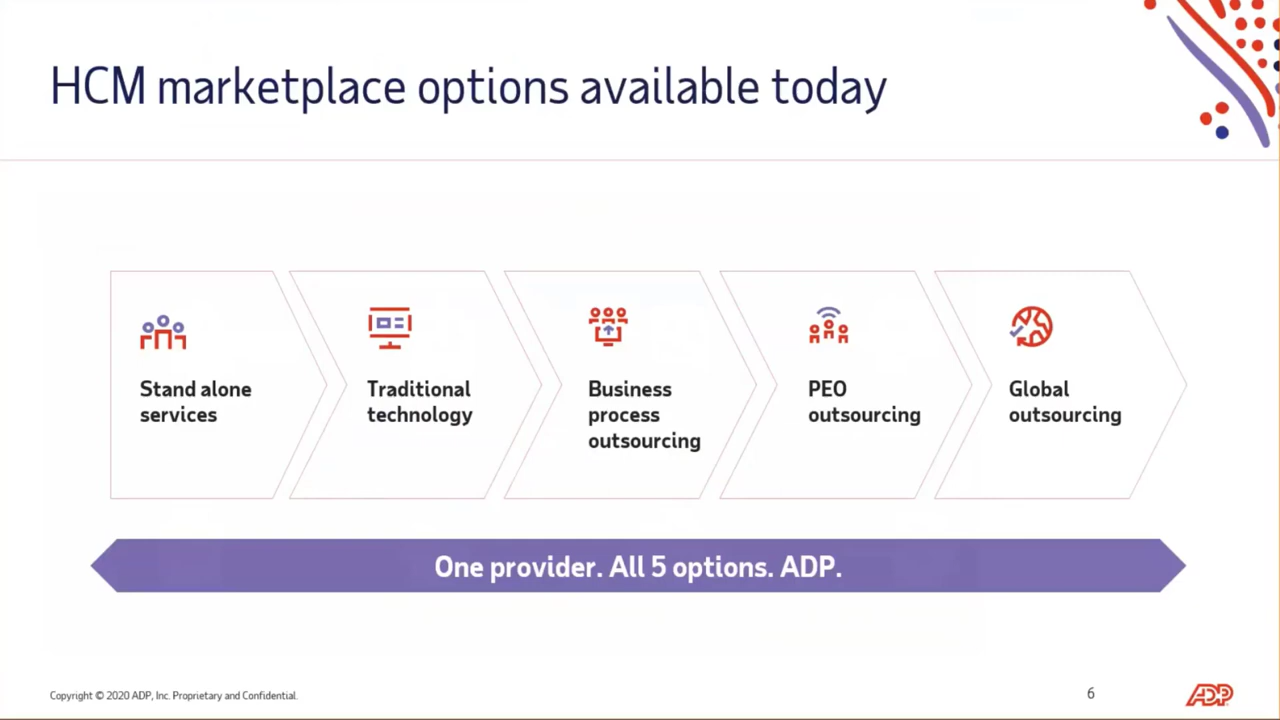 HCM marketplace options available today
Stand alone
services
Traditional
technology
Business
process
outsourcing
PEO
outsourcing
Global
outsourcing
One provider. All 5 options. ADP.
Copyright © 2020 ADP, Inc. Proprietary and Confidential.
6
ADP